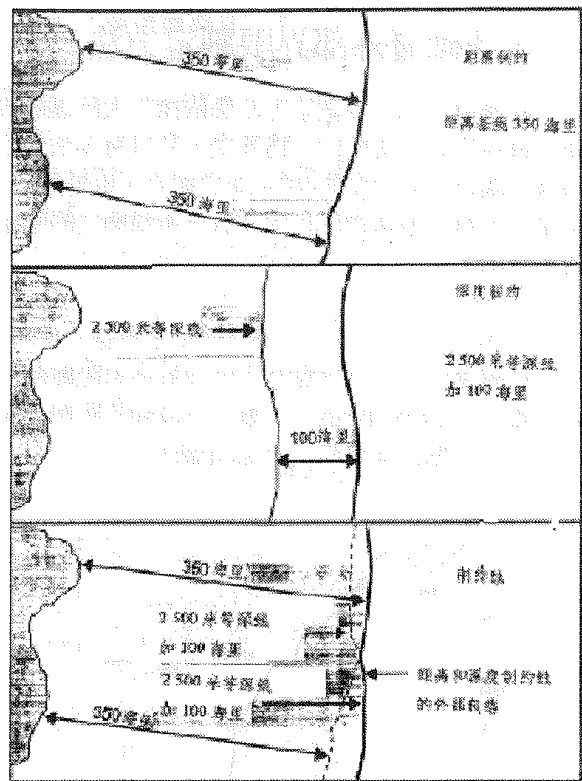 350 海里
距离制约
距离基线 350 海里
350 海里
深度制约
2 500 米等深线
2 500 米等深线
加 100 海里
100海里
350 海里
制约线
2 500 米等深线
加 100 海里
2 500 米等深线
加 100 海里
距离和深度制约线
的外部包络
350 海里